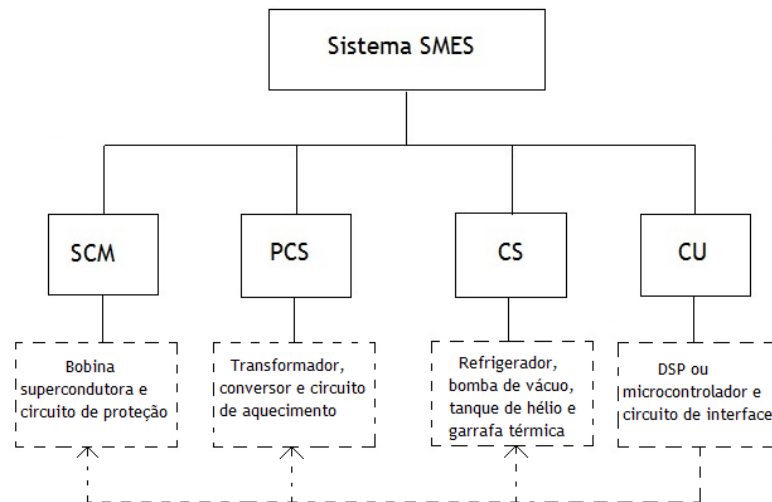 Sistema SMES
SCM
PCS
CS
CU
Bobina
supercondutora e
circuito de proteção
Transformador,
conversor e circuito
de aquecimento
Refrigerador,
bomba de vácuo,
tanque de hélio e
garrafa térmica
DSP ou
microcontrolador e
circuito de interface